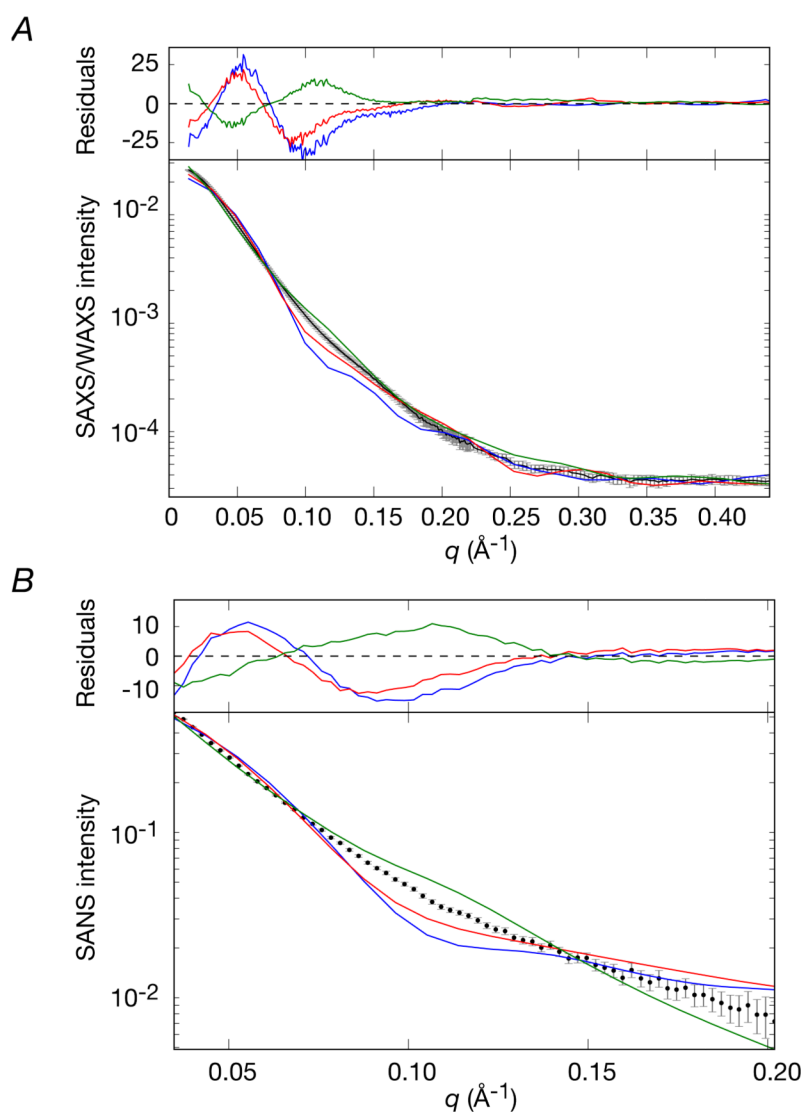 A
Residuals
25
0
-25
SAXS/WAXS intensity
10-2
10-3
10-4
0 0.05 0.10 0.15 0.20 0.25 0.30 0.35 0.40
q (Å-1)
B
Residuals
10
0
-10
SANS intensity
10-1
10-2
0.05 0.10 0.15 0.20
q (Å-1)